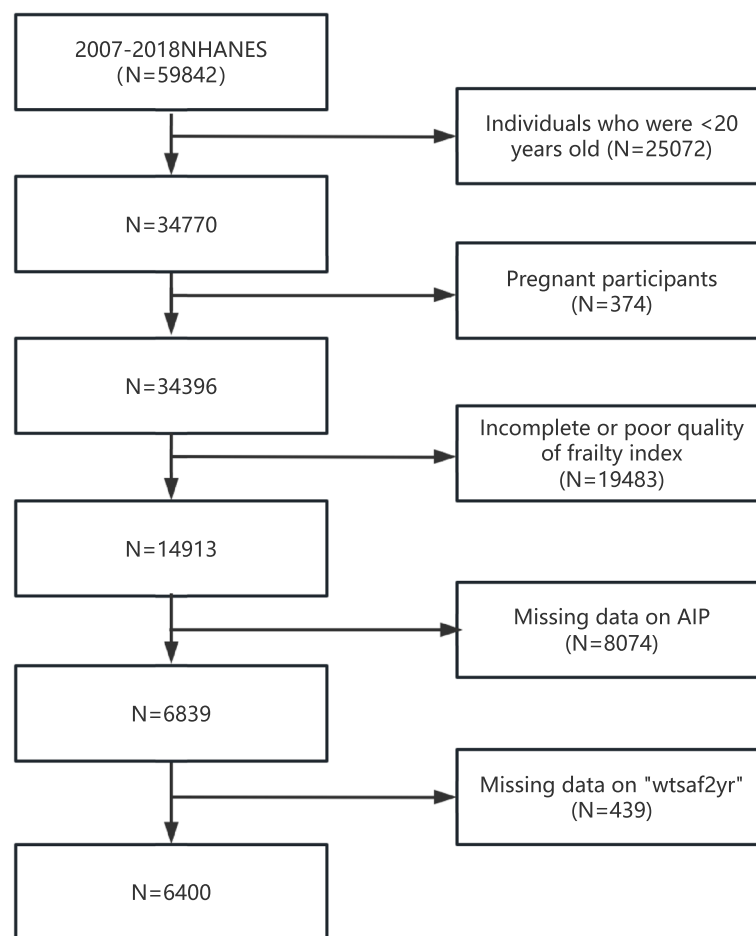 2007-2018NHANES
(N=59842)
Individuals who were <20
years old (N=25072)
N=34770
Pregnant participants
(N=374)
N=34396
Incomplete or poor quality
of frailty index
(N=19483)
N=14913
Missing data on AIP
(N=8074)
N=6839
Missing data on "wtsaf2yr"
(N=439)
N=6400